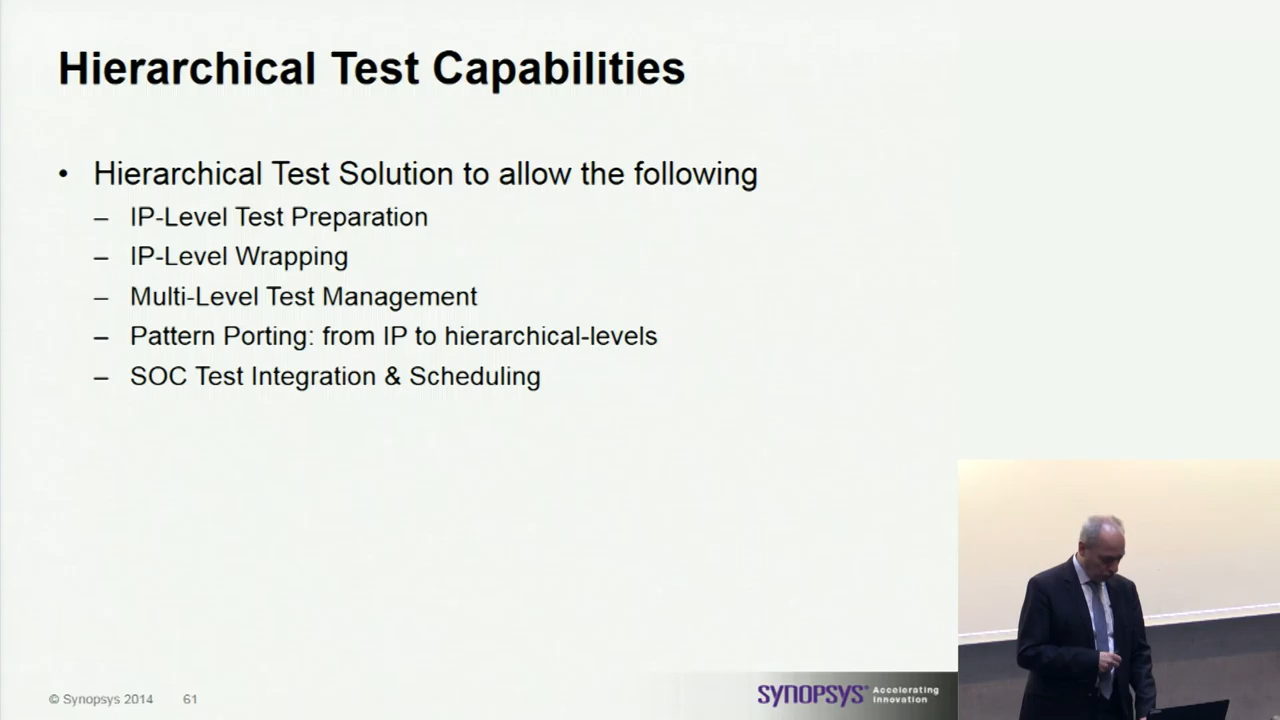 Hierarchical Test Capabilities
• Hierarchical Test Solution to allow the following
– IP-Level Test Preparation
– IP-Level Wrapping
– Multi-Level Test Management
– Pattern Porting: from IP to hierarchical-levels
– SOC Test Integration & Scheduling
© Synopsys 2014 61
SYNOPSYS® Accelerating
Innovation